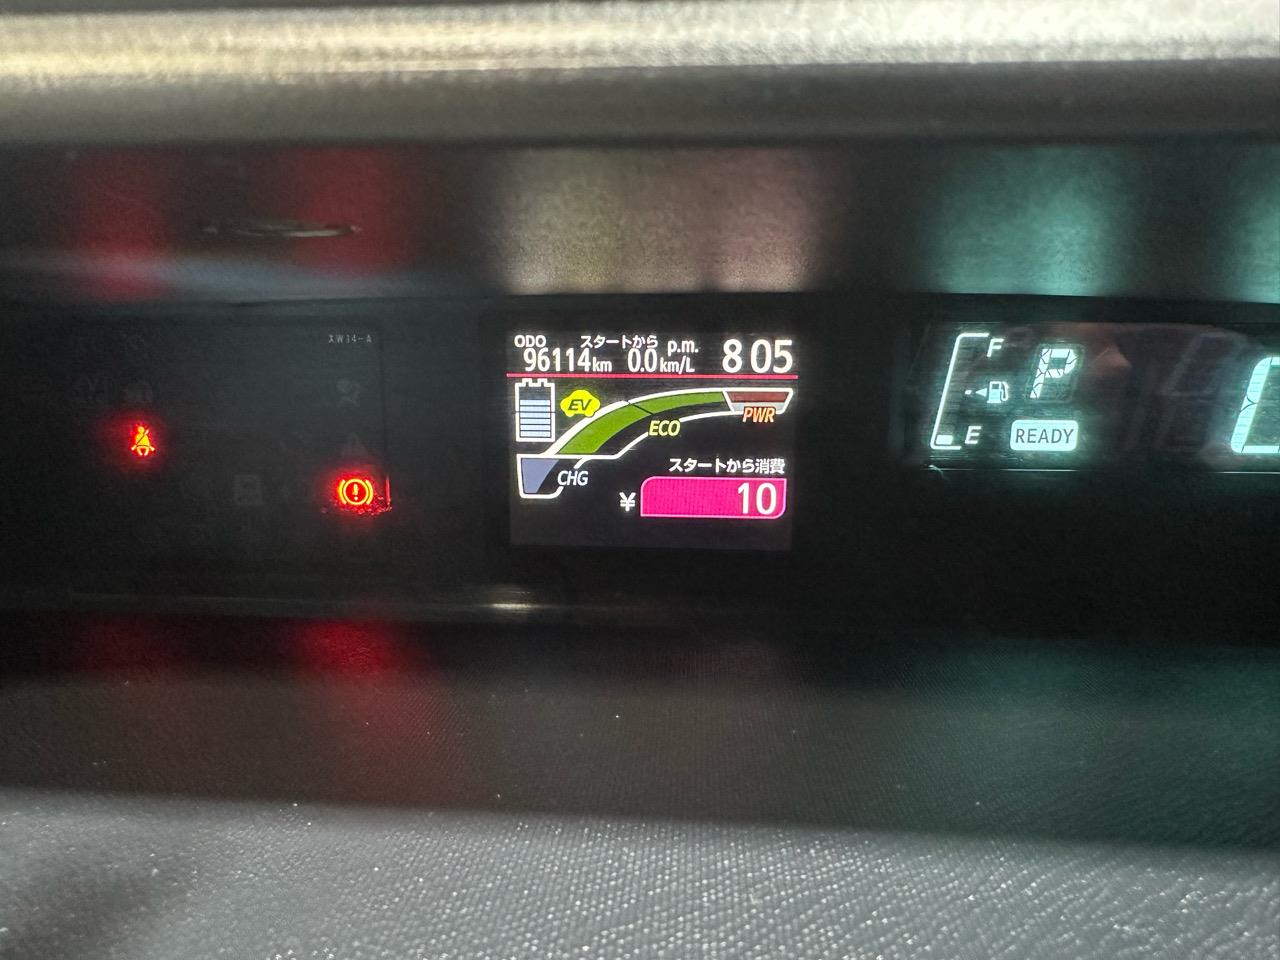 ODO スタートから p.m. 8 05
96114km 0.0km/L
EV
ECO
PWR
CHG
スタートから消費
¥ 10
F
P
E
READY